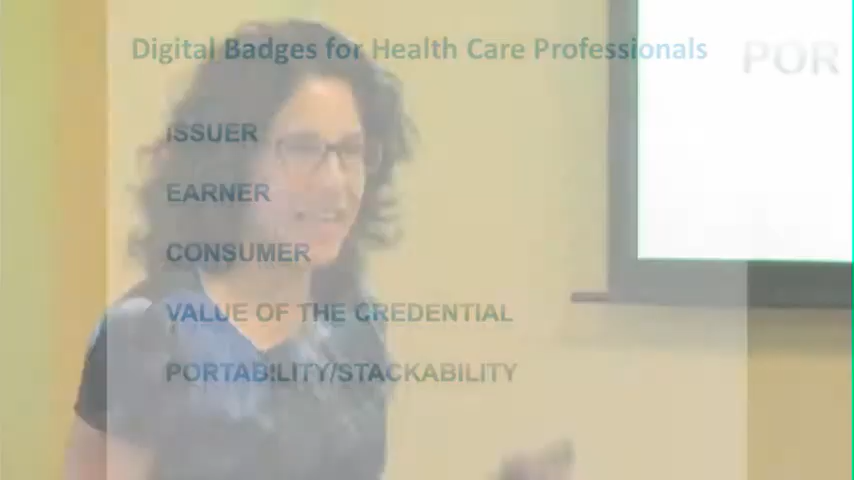 Digital Badges for Health Care Professionals
POR
ISSUER
EARNER
CONSUMER
VALUE OF THE CREDENTIAL
PORTABILITY/STACKABILITY